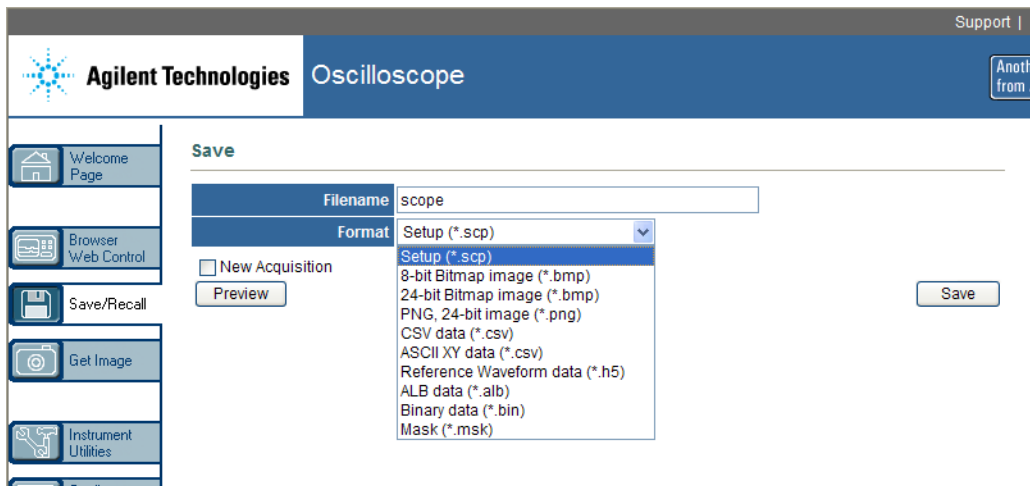 Support |
Agilent Technologies
Oscilloscope
from
Welcome
Page
Browser
Web Control
Save/Recall
Get Image
Instrument
Utilities
Save
Filename scope
Format Setup (*.scp)
Setup (*.scp)
8-bit Bitmap image (*.bmp)
24-bit Bitmap image (*.bmp)
PNG, 24-bit image (*.png)
CSV data (*.csv)
ASCII XY data (*.csv)
Reference Waveform data (*.h5)
ALB data (*.alb)
Binary data (*.bin)
Mask (*.msk)
New Acquisition
Preview
Save